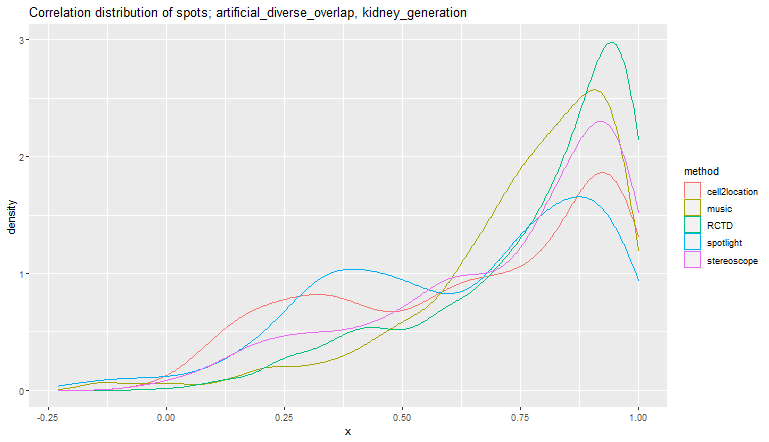 Correlation distribution of spots; artificial_diverse_overlap, kidney_generation
3
2
1
0
density
-0.25
0.00
0.25
0.50
0.75
1.00
x
method
cell2location
music
RCTD
spotlight
stereoscope